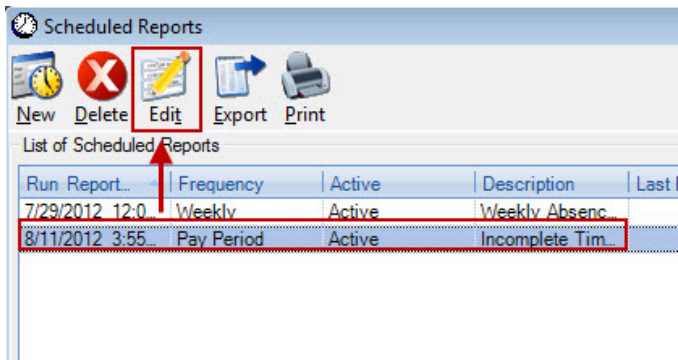 Scheduled Reports
New Delete Edit Export Print
List of Scheduled Reports
Run Report... Frequency Active Description Last
7/29/2012 12:0... Weekly Active Weekly Absenc...
8/11/2012 3:55... Pay Period Active Incomplete Tim...